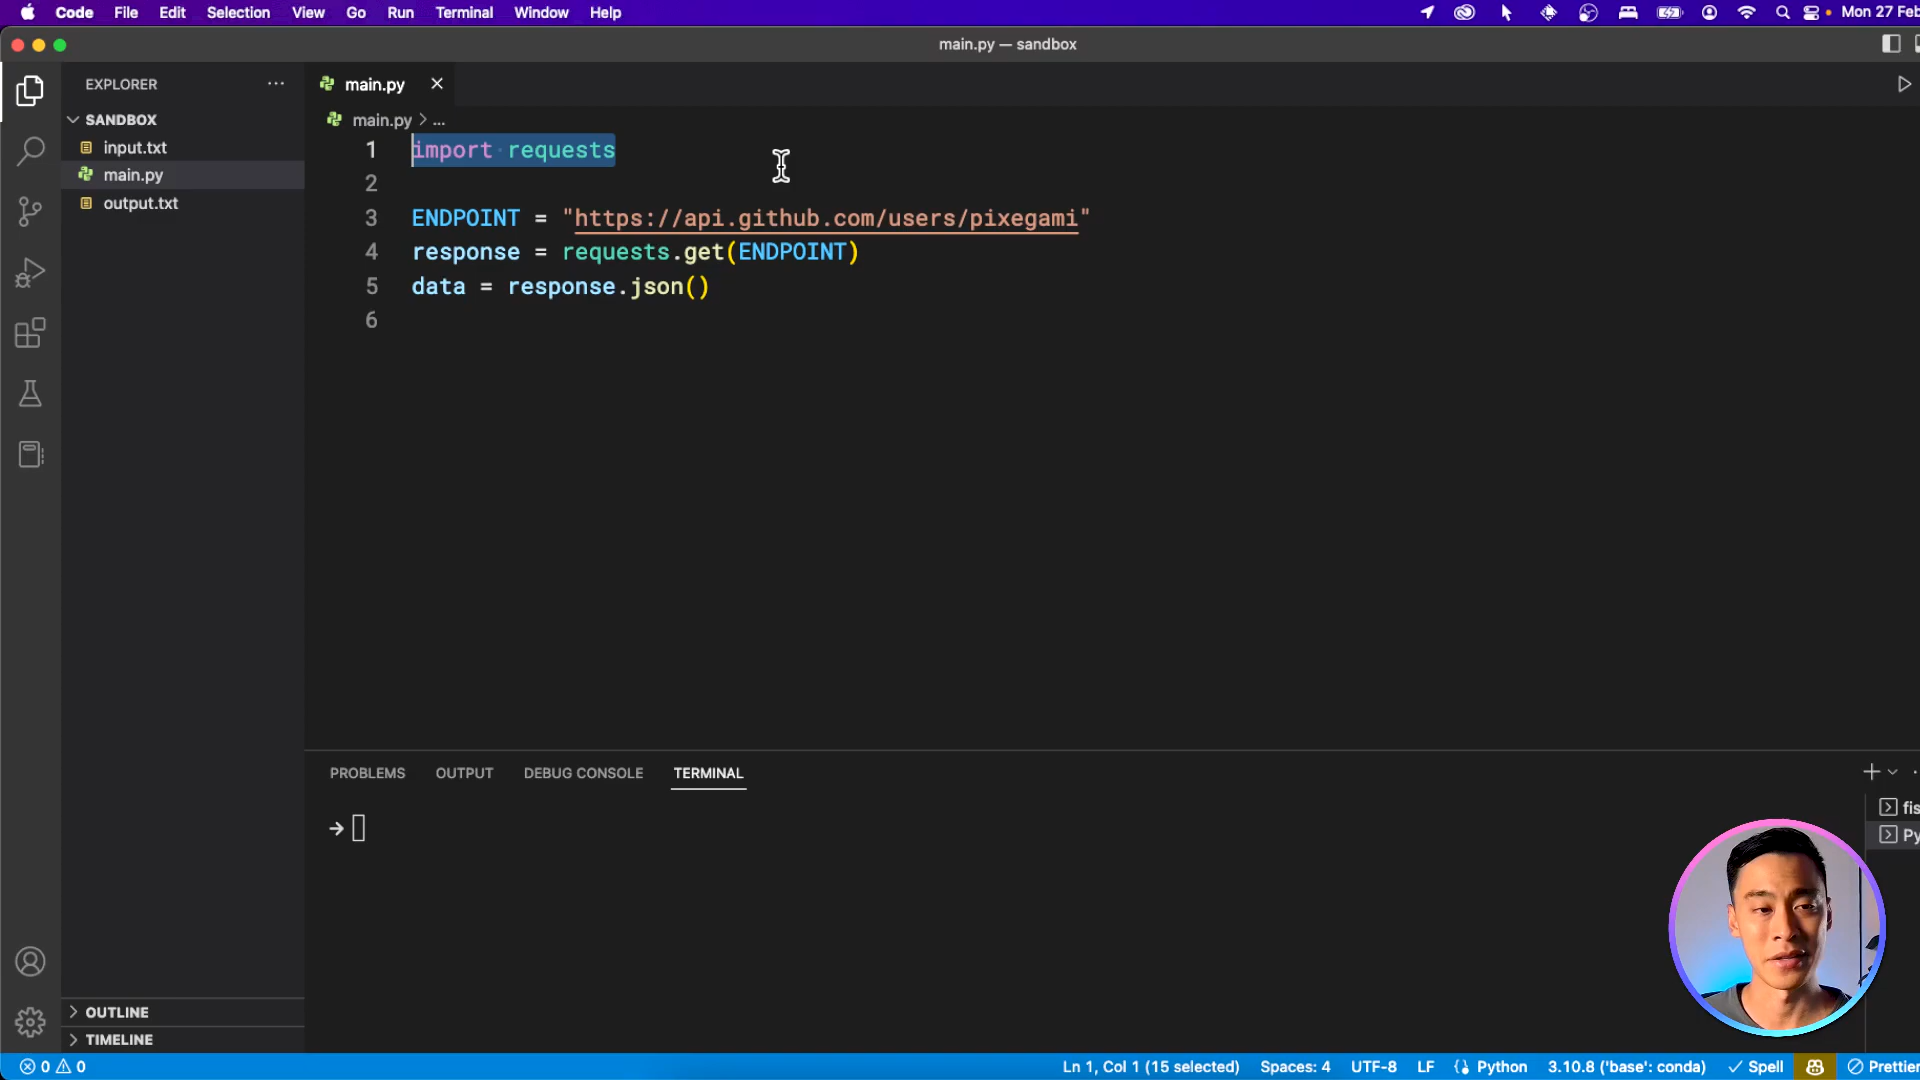 Code File Edit Selection View Go Run Terminal Window Help Mon 27 Feb
main.py — sandbox
EXPLORER ...
SANDBOX
input.txt
main.py
output.txt
OUTLINE
TIMELINE
main.py
main.py > ...
1 import requests
2
3 ENDPOINT = "https://api.github.com/users/pixegami"
4 response = requests.get(ENDPOINT)
5 data = response.json()
6
PROBLEMS OUTPUT DEBUG CONSOLE TERMINAL
fis
Py
0 0 Ln 1, Col 1 (15 selected) Spaces: 4 UTF-8 LF Python 3.10.8 ('base': conda) Spell Prettier